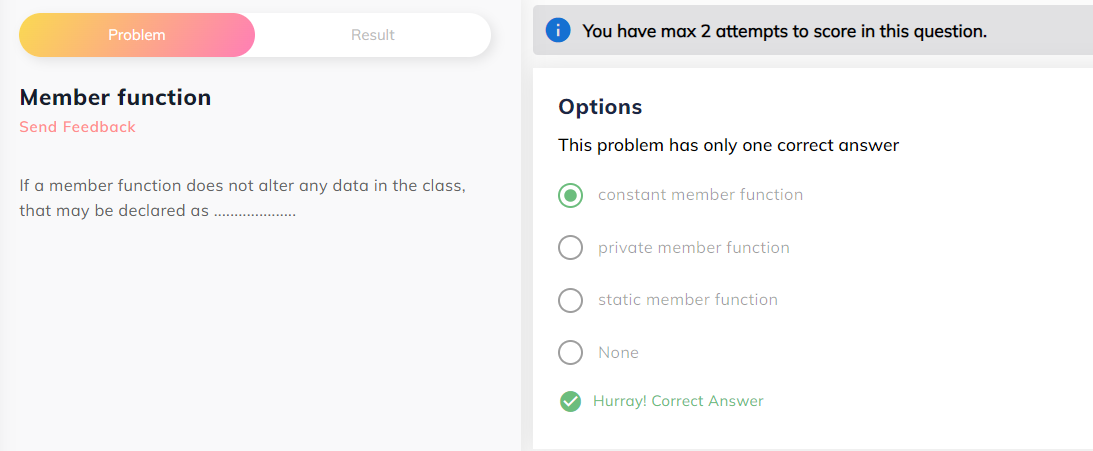 Problem
Result
Member function
Send Feedback
If a member function does not alter any data in the class,
that may be declared as ....................
You have max 2 attempts to score in this question.
Options
This problem has only one correct answer
constant member function
private member function
static member function
None
Hurray! Correct Answer